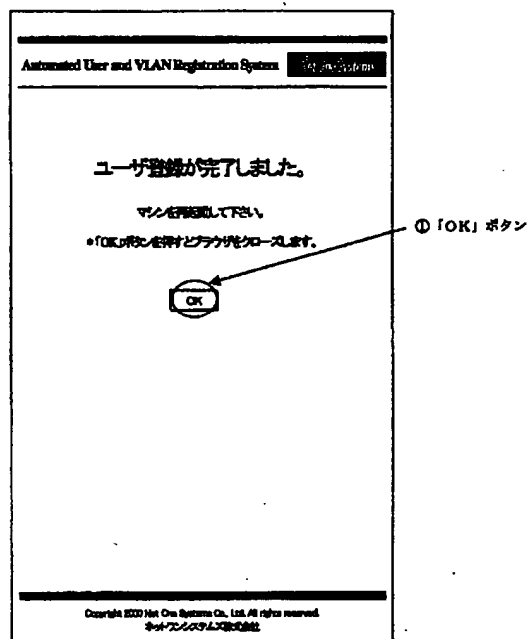 Automated User and VLAN Registration System
ユーザ登録が完了しました。
マシンを再起動して下さい。
*「OK」ボタンを押すとブラウザをクローズします。
OK
①「OK」ボタン
Copyright 2000 Net One Systems Co., Ltd. All rights reserved.
ネットワンシステムズ株式会社